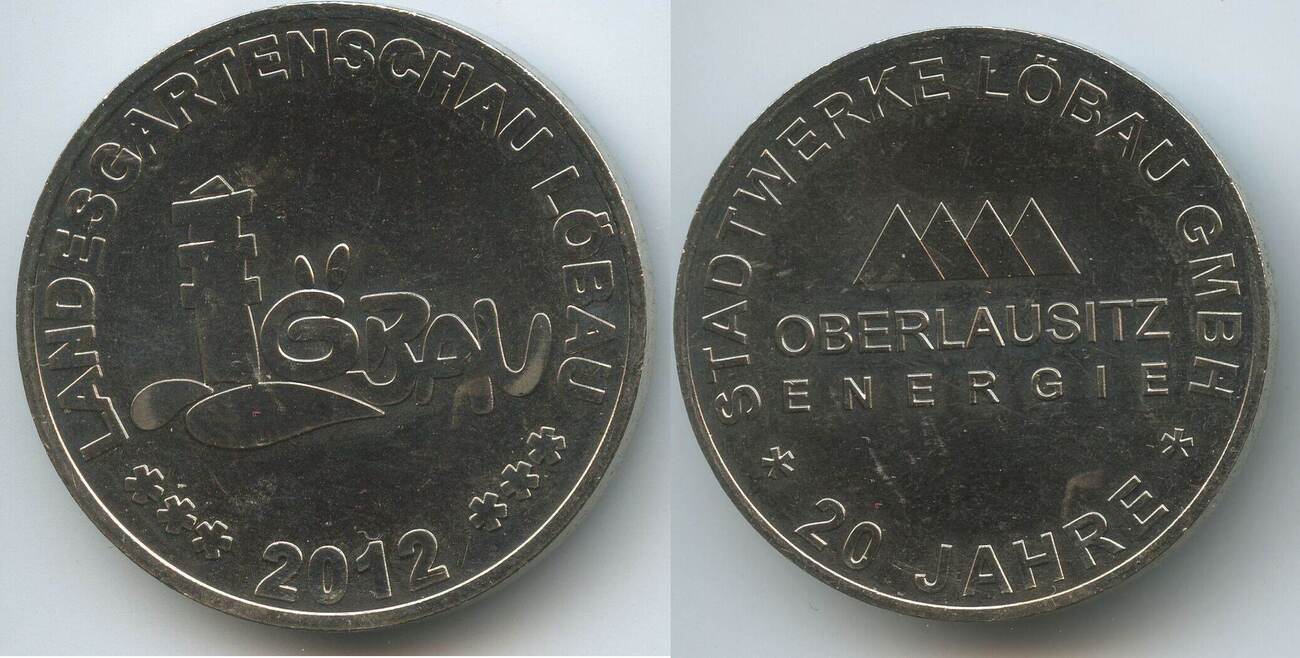 LANDESGARTENSCHAU LÖBAU
LÖBAU
*** 2012 ***
STADTWERKE LÖBAU GMBH
OBERLAUSITZ
ENERGIE
* 20 JAHRE *